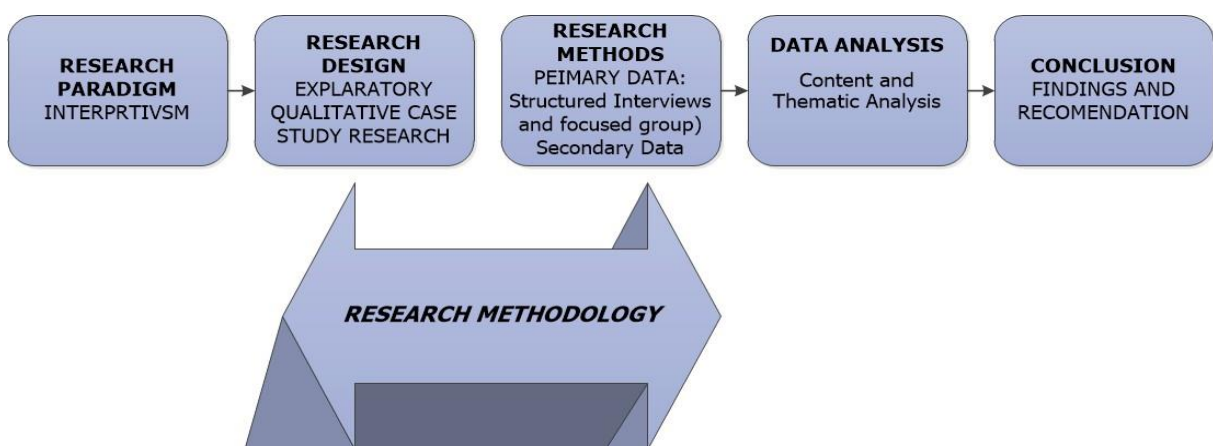 RESEARCH
PARADIGM
INTERPRTIVSM
RESEARCH
DESIGN
EXPLARATORY
QUALITATIVE CASE
STUDY RESEARCH
RESEARCH
METHODS
PEIMARY DATA:
Structured Interviews
and focused group)
Secondary Data
DATA ANALYSIS
Content and
Thematic Analysis
CONCLUSION
FINDINGS AND
RECOMENDATION
RESEARCH METHODOLOGY